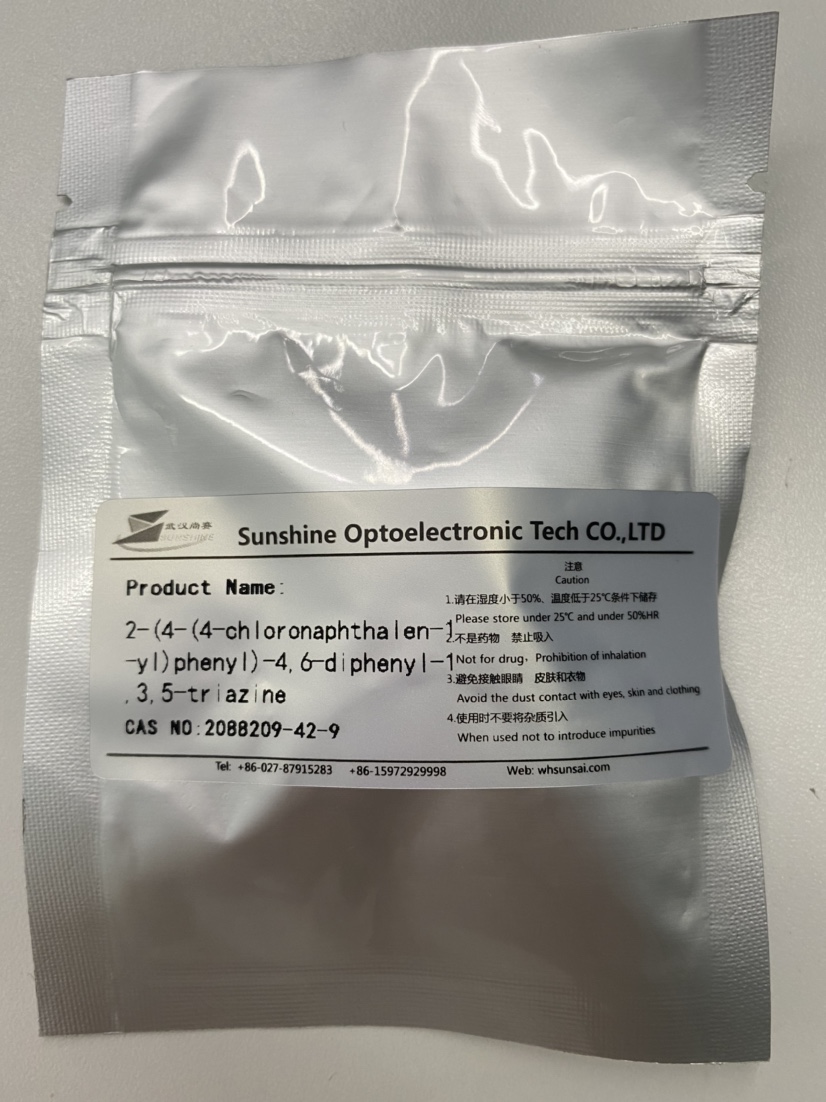 武汉尚赛
SUNSHINE
Sunshine Optoelectronic Tech CO.,LTD
Product Name:
2-(4-(4-chloronaphthalen-1
-yl)phenyl)-4,6-diphenyl-1
,3,5-triazine
CAS NO:2088209-42-9
注意
Caution
1.请在湿度小于50%、温度低于25℃条件下储存
Please store under 25℃ and under 50%HR
2.不是药物 禁止吸入
Not for drug, Prohibition of inhalation
3.避免接触眼睛 皮肤和衣物
Avoid the dust contact with eyes, skin and clothing
4.使用时不要将杂质引入
When used not to introduce impurities
Tel: +86-027-87915283 +86-15972929998 Web: whsunsai.com